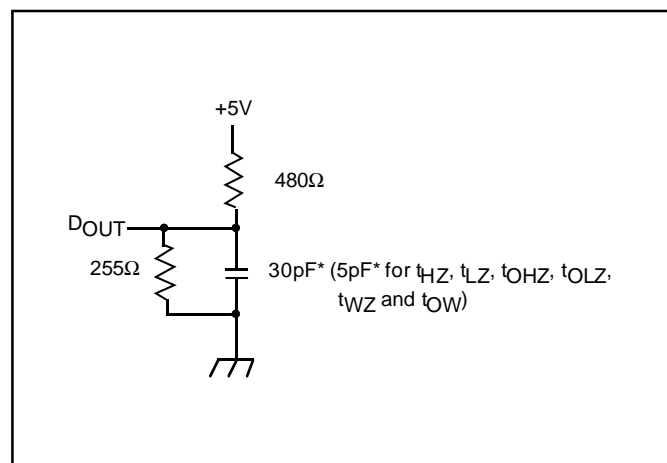 +5V
480Ω
DOUT
255Ω
30pF* (5pF* for tHZ, tLZ, tOHZ, tOLZ,
tWZ and tOW)